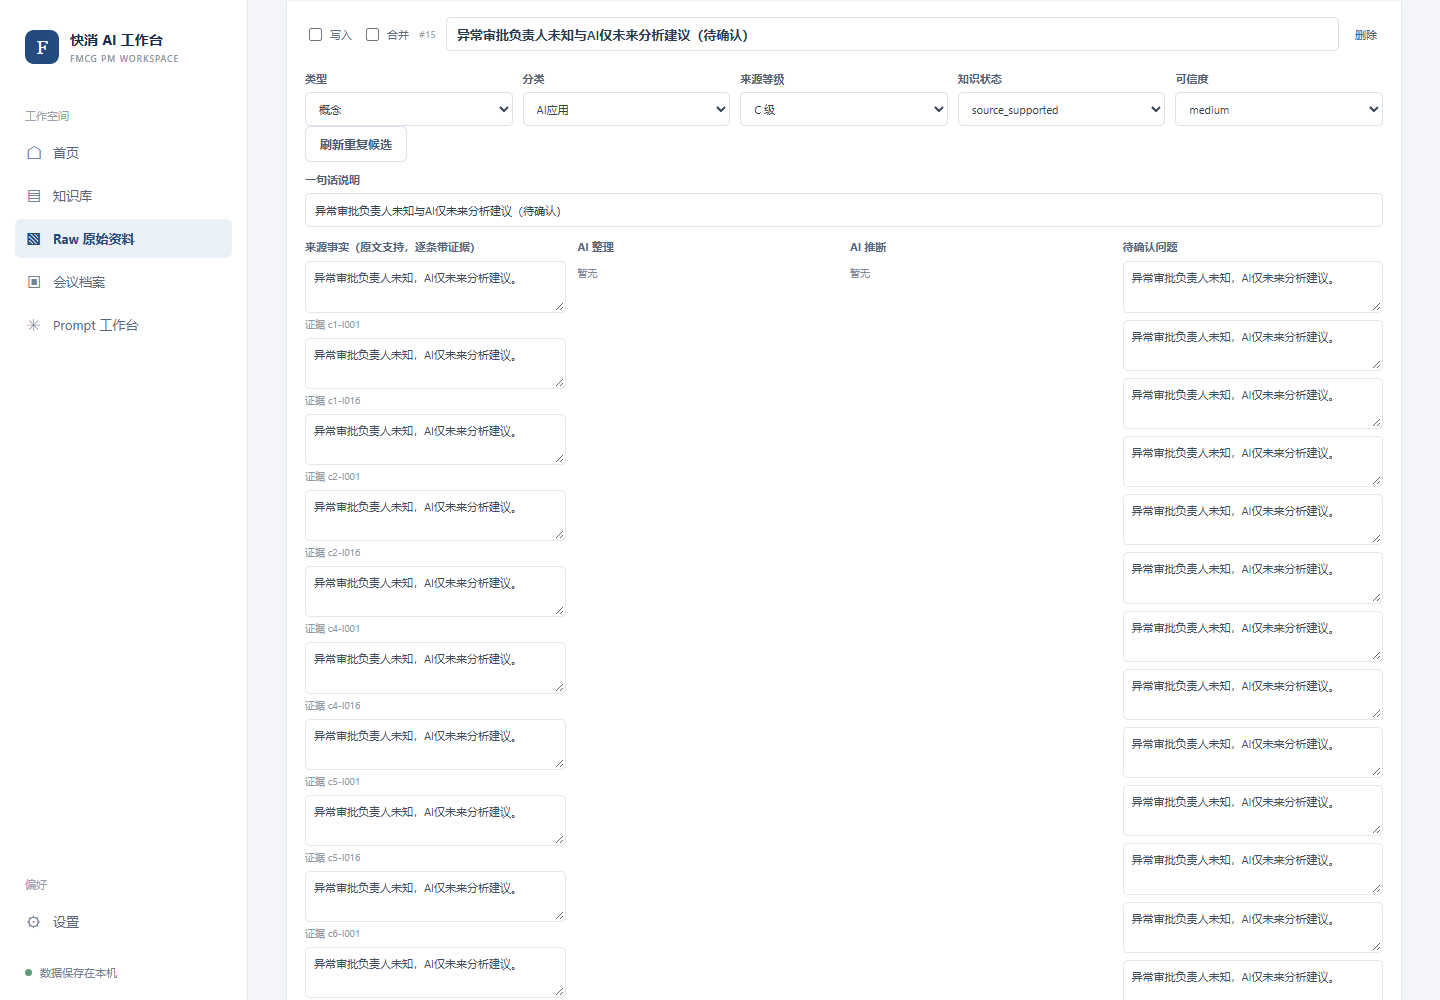 F
快消 AI 工作台
FMCG PM WORKSPACE
工作空间
首页
知识库
Raw 原始资料
会议档案
Prompt 工作台
偏好
设置
数据保存在本机
写入 合并 #15 异常审批负责人未知与AI仅未来分析建议（待确认） 删除
类型 分类 来源等级 知识状态 可信度
概念 AI应用 C 级 source_supported medium
刷新重复候选
一句话说明
异常审批负责人未知与AI仅未来分析建议（待确认）
来源事实（原文支持，逐条带证据）
异常审批负责人未知，AI仅未来分析建议。
证据 c1-I001
异常审批负责人未知，AI仅未来分析建议。
证据 c1-I016
异常审批负责人未知，AI仅未来分析建议。
证据 c2-I001
异常审批负责人未知，AI仅未来分析建议。
证据 c2-I016
异常审批负责人未知，AI仅未来分析建议。
证据 c4-I001
异常审批负责人未知，AI仅未来分析建议。
证据 c4-I016
异常审批负责人未知，AI仅未来分析建议。
证据 c5-I001
异常审批负责人未知，AI仅未来分析建议。
证据 c5-I016
异常审批负责人未知，AI仅未来分析建议。
证据 c6-I001
异常审批负责人未知，AI仅未来分析建议。
AI 整理
暂无
AI 推断
暂无
待确认问题
异常审批负责人未知，AI仅未来分析建议。
异常审批负责人未知，AI仅未来分析建议。
异常审批负责人未知，AI仅未来分析建议。
异常审批负责人未知，AI仅未来分析建议。
异常审批负责人未知，AI仅未来分析建议。
异常审批负责人未知，AI仅未来分析建议。
异常审批负责人未知，AI仅未来分析建议。
异常审批负责人未知，AI仅未来分析建议。
异常审批负责人未知，AI仅未来分析建议。
异常审批负责人未知，AI仅未来分析建议。
异常审批负责人未知，AI仅未来分析建议。
异常审批负责人未知，AI仅未来分析建议。
异常审批负责人未知，AI仅未来分析建议。